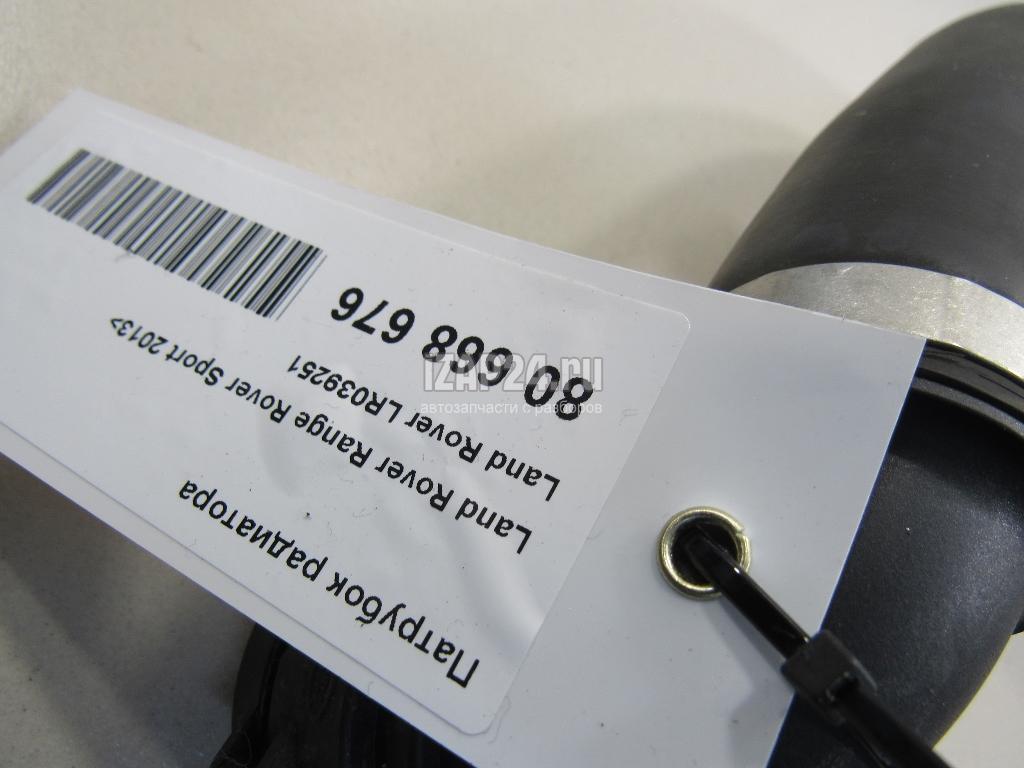 Патрубок радиатора
Land Rover Range Rover Sport 2013>
Land Rover LR039251
80 668 676
IZAP24.ru
автозапчасти с разборов